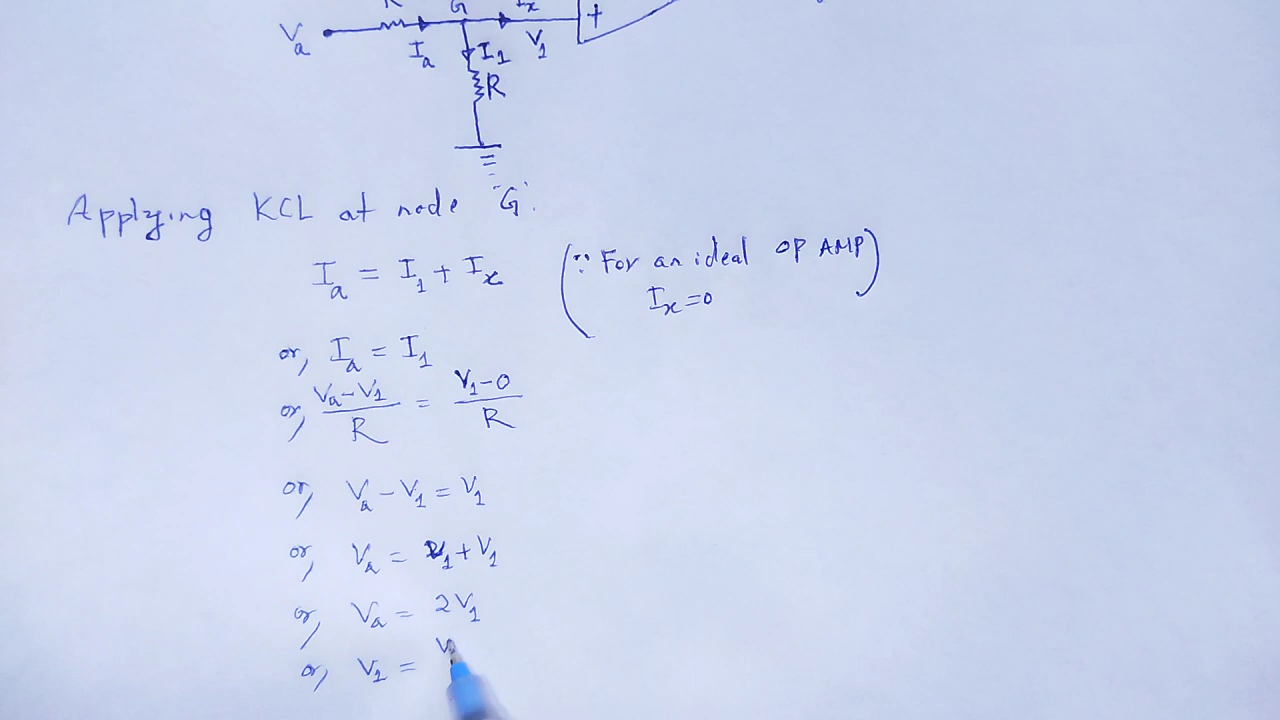 G Ix
Va Ia I1 V1 +
R
Applying KCL at node "G".
Ia = I1 + Ix (∵ For an ideal OP AMP)
Ix = 0
or, Ia = I1
or, (Va − V1)/R = (V1 − 0)/R
or, Va − V1 = V1
or, Va = V1 + V1
or, Va = 2V1
or, V1 = V